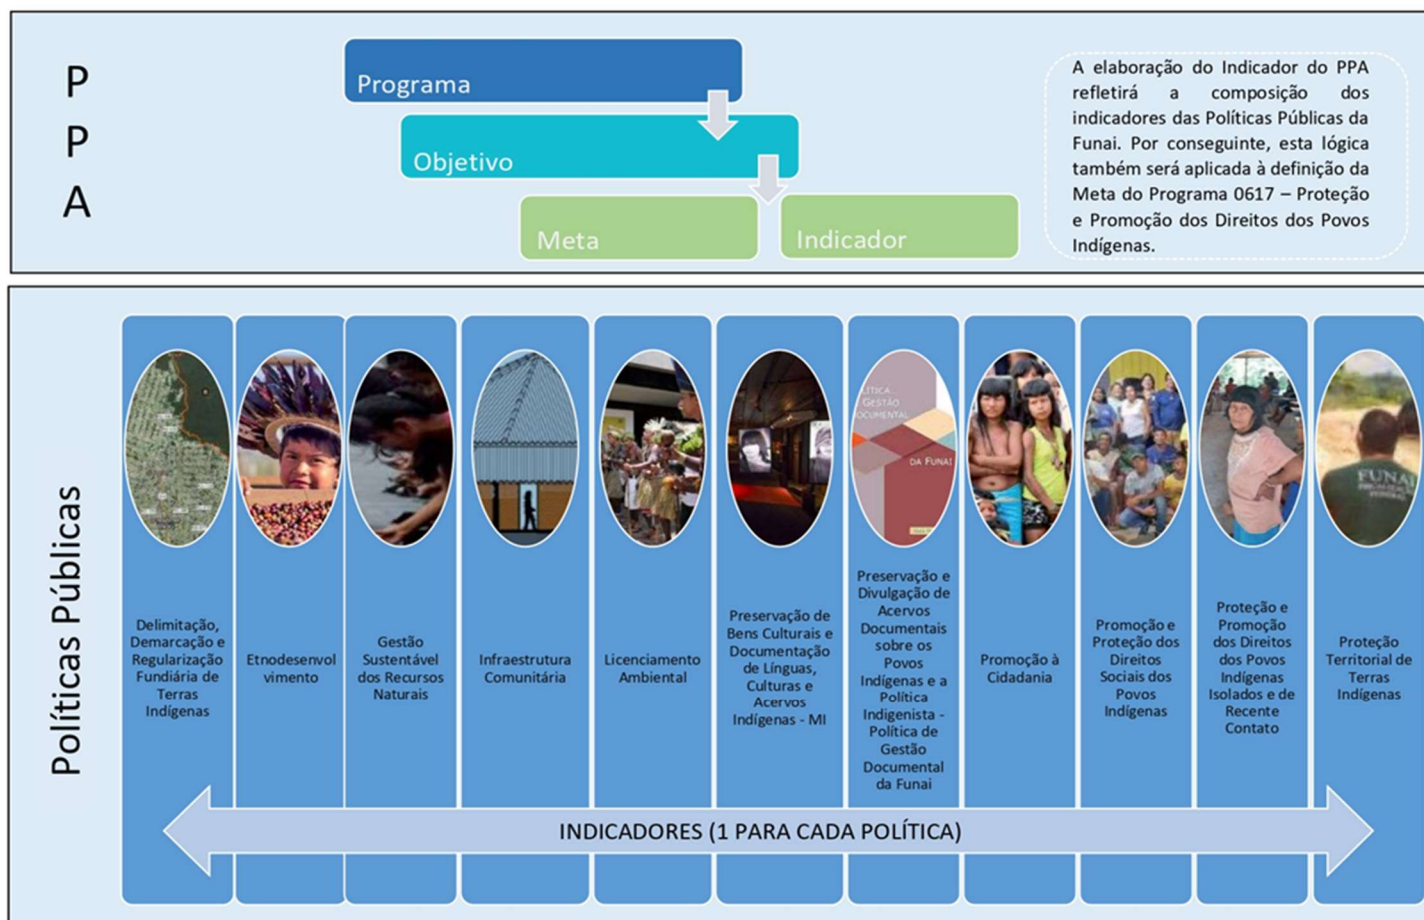 P
P
A
Programa
Objetivo
Meta
Indicador
A elaboração do Indicador do PPA
refletirá a composição dos
indicadores das Políticas Públicas da
Funai. Por conseguinte, esta lógica
também será aplicada à definição da
Meta do Programa 0617 – Proteção
e Promoção dos Direitos dos Povos
Indígenas.
Políticas Públicas
Delimitação,
Demarcação e
Regularização
Fundiária de
Terras
Indígenas
Etnodesenvol
vimento
Gestão
Sustentável
dos Recursos
Naturais
Infraestrutura
Comunitária
Licenciamento
Ambiental
Preservação de
Bens Culturais e
Documentação
de Línguas,
Culturas e
Acervos
Indígenas - MI
ÍTICA
GESTÃO
OCUMENTAL
DA FUNAI
Preservação e
Divulgação de
Acervos
Documentais
sobre os
Povos
Indígenas e a
Política
Indigenista -
Política de
Gestão
Documental
da Funai
Promoção à
Cidadania
Promoção e
Proteção dos
Direitos
Sociais dos
Povos
Indígenas
Proteção e
Promoção
dos Direitos
dos Povos
Indígenas
Isolados e de
Recente
Contato
FUNAI
Proteção
Territorial de
Terras
Indígenas
INDICADORES (1 PARA CADA POLÍTICA)